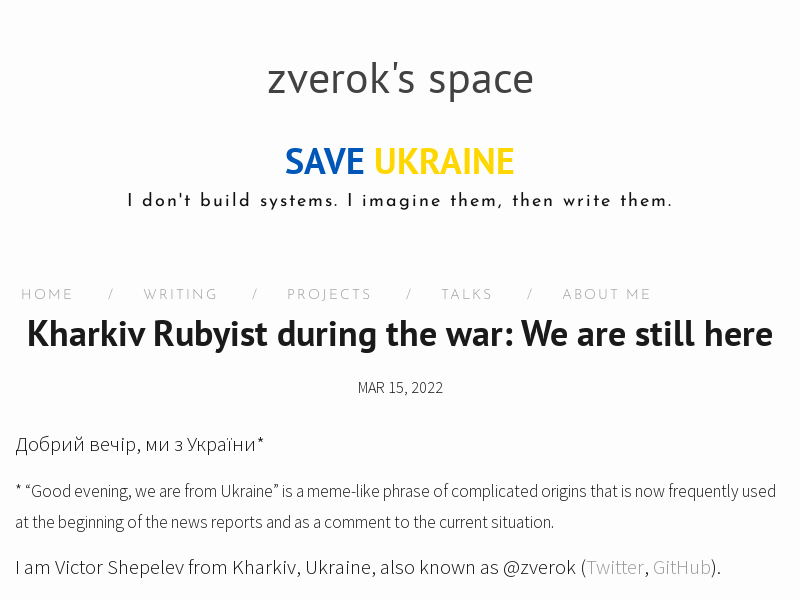 zverok's space
SAVE UKRAINE
I don't build systems. I imagine them, then write them.
HOME / WRITING / PROJECTS / TALKS / ABOUT ME
Kharkiv Rubyist during the war: We are still here
MAR 15, 2022
Добрий вечір, ми з України*
* “Good evening, we are from Ukraine” is a meme-like phrase of complicated origins that is now frequently used
at the beginning of the news reports and as a comment to the current situation.
I am Victor Shepelev from Kharkiv, Ukraine, also known as @zverok (Twitter, GitHub).